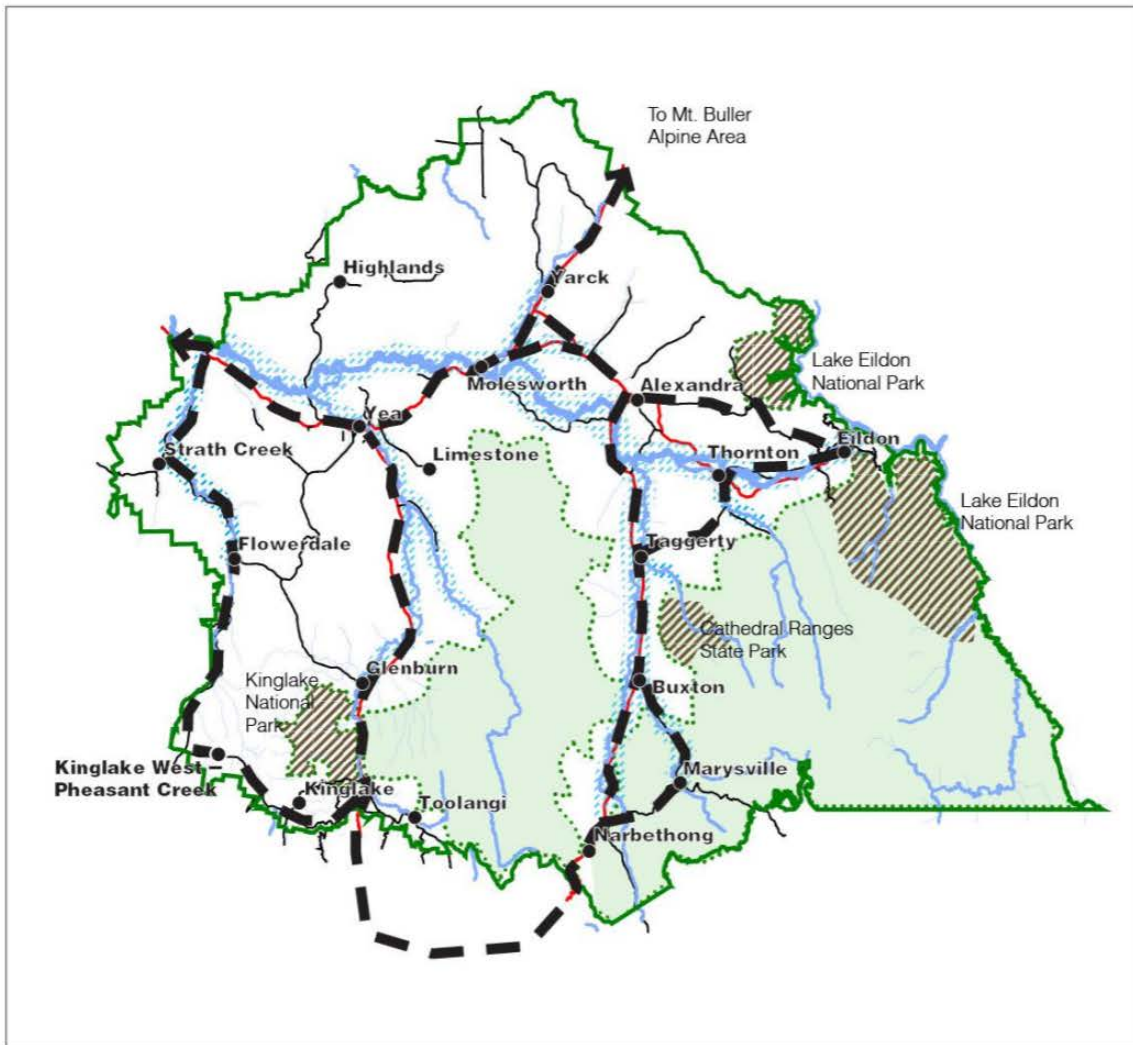 To Mt. Buller
Alpine Area
Highlands
Yarck
Lake Eildon
National Park
Molesworth
Alexandra
Yea
Eildon
Strath Creek
Limestone
Thornton
Lake Eildon
National Park
Flowerdale
Taggerty
Cathedral Ranges
State Park
Glenburn
Kinglake
National
Park
Buxton
Kinglake West –
Pheasant Creek
Marysville
Kinglake
Toolangi
Narbethong